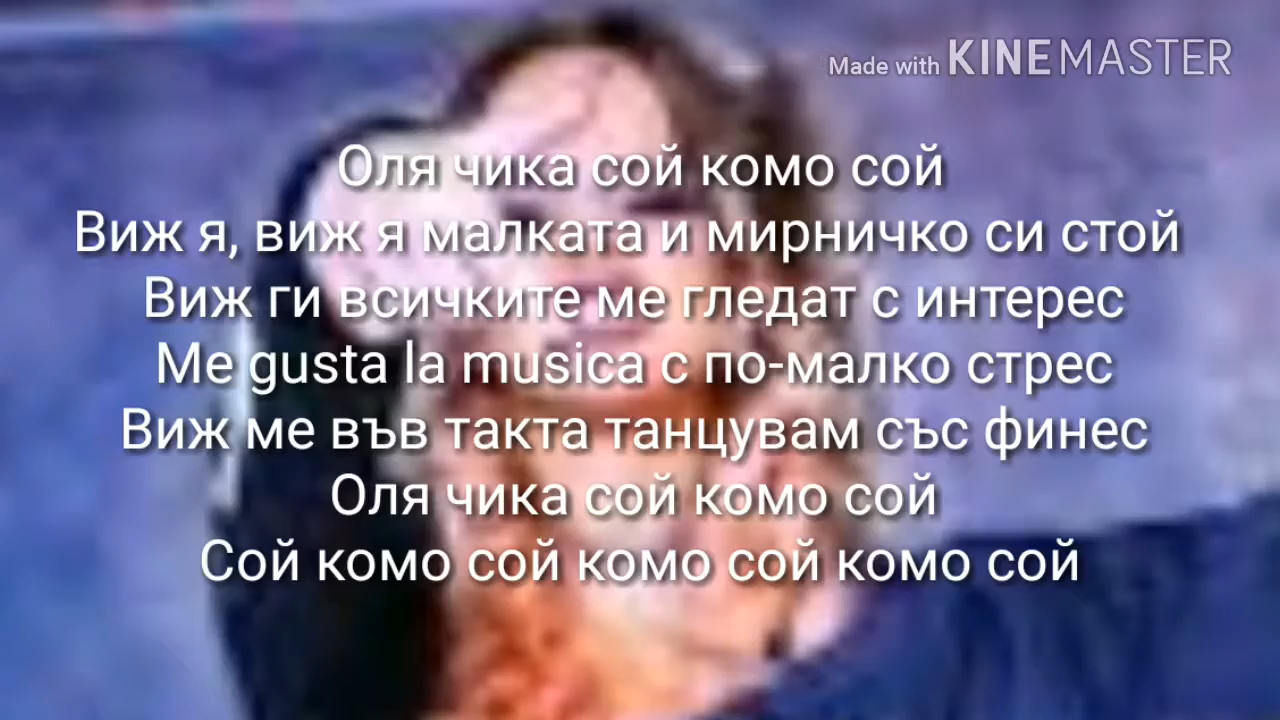 Made with KINEMASTER
Оля чика сой комо сой
Виж я, виж я малката и мирничко си стой
Виж ги всичките ме гледат с интерес
Me gusta la musica с по-малко стрес
Виж ме във такта танцувам със финес
Оля чика сой комо сой
Сой комо сой комо сой комо сой